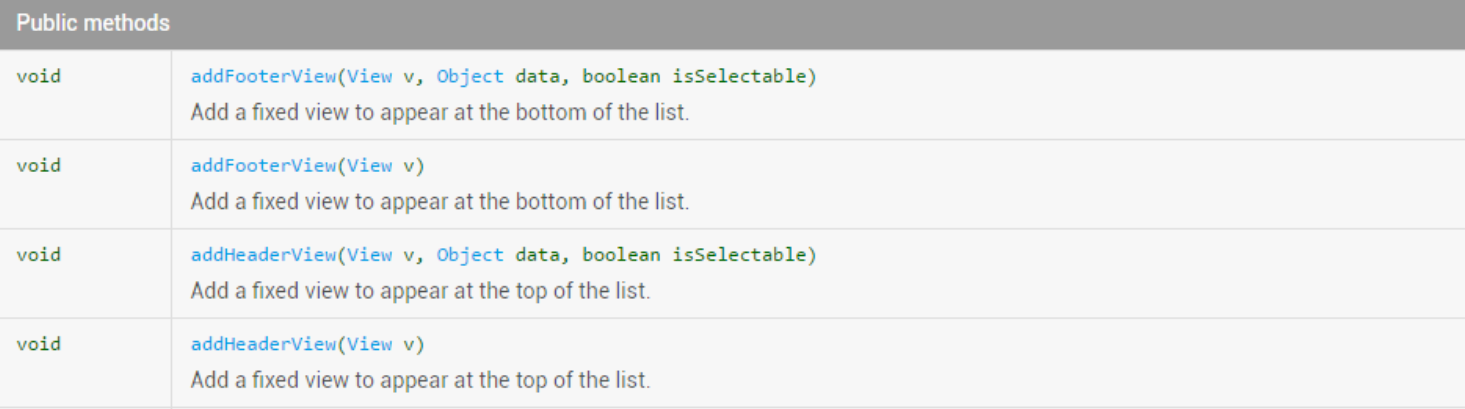 Public methods
void addFooterView(View v, Object data, boolean isSelectable)
Add a fixed view to appear at the bottom of the list.
void addFooterView(View v)
Add a fixed view to appear at the bottom of the list.
void addHeaderView(View v, Object data, boolean isSelectable)
Add a fixed view to appear at the top of the list.
void addHeaderView(View v)
Add a fixed view to appear at the top of the list.